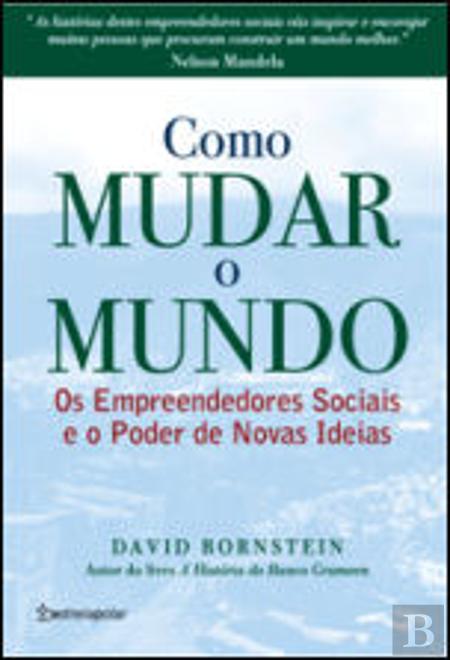 "As histórias destes empreendedores sociais vão inspirar e encorajar
muitas pessoas que procuram construir um mundo melhor."
Nelson Mandela
Como
MUDAR
o
MUNDO
Os Empreendedores Sociais
e o Poder de Novas Ideias
DAVID BORNSTEIN
Autor do livro A História do Banco Grameen
estrelapolar
B